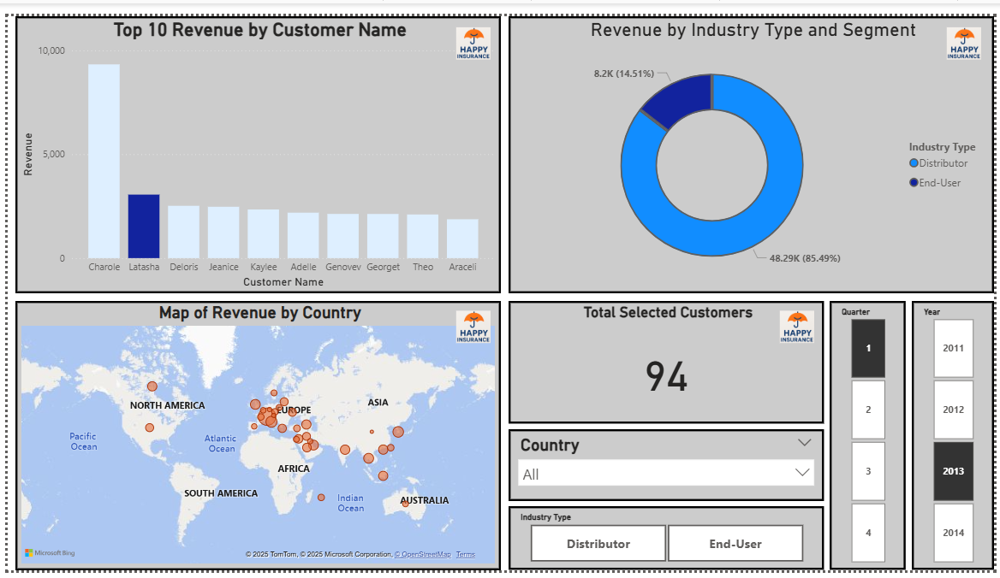 Top 10 Revenue by Customer Name
HAPPY
INSURANCE
10,000
5,000
0
Revenue
Charole Latasha Deloris Jeanice Kaylee Adelle Genovev Georget Theo Araceli
Customer Name
Revenue by Industry Type and Segment
HAPPY
INSURANCE
8.2K (14.51%)
48.29K (85.49%)
Industry Type
Distributor
End-User
Map of Revenue by Country
HAPPY
INSURANCE
NORTH AMERICA
EUROPE
ASIA
Pacific
Ocean
Atlantic
Ocean
AFRICA
SOUTH AMERICA
Indian
Ocean
AUSTRALIA
Microsoft Bing
© 2025 TomTom, © 2025 Microsoft Corporation, © OpenStreetMap Terms
Total Selected Customers
HAPPY
INSURANCE
94
Country
All
Industry Type
Distributor
End-User
Quarter
1
2
3
4
Year
2011
2012
2013
2014